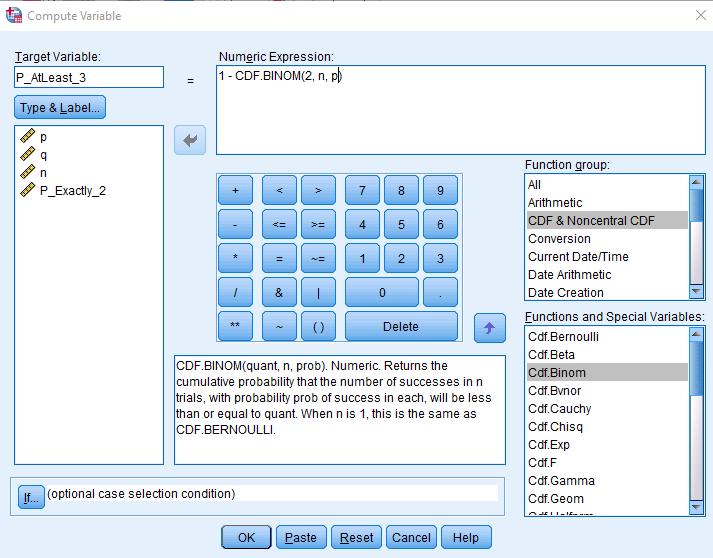 Compute Variable
Target Variable:
P_AtLeast_3
=
Numeric Expression:
1 - CDF.BINOM(2, n, p)
Type & Label...
p
q
n
P_Exactly_2
+ < > 7 8 9
- <= >= 4 5 6
* = ~= 1 2 3
/ & | 0 .
** ~ ( ) Delete
Function group:
All
Arithmetic
CDF & Noncentral CDF
Conversion
Current Date/Time
Date Arithmetic
Date Creation
Functions and Special Variables:
Cdf.Bernoulli
Cdf.Beta
Cdf.Binom
Cdf.Bvnor
Cdf.Cauchy
Cdf.Chisq
Cdf.Exp
Cdf.F
Cdf.Gamma
Cdf.Geom
CDF.BINOM(quant, n, prob). Numeric. Returns the
cumulative probability that the number of successes in n
trials, with probability prob of success in each, will be less
than or equal to quant. When n is 1, this is the same as
CDF.BERNOULLI.
If... (optional case selection condition)
OK Paste Reset Cancel Help